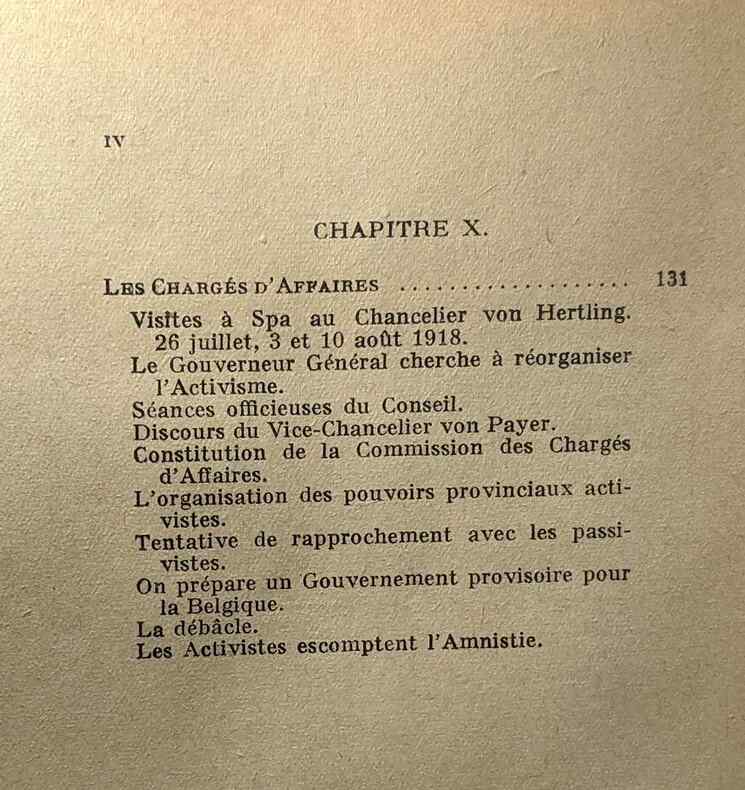 IV
CHAPITRE X.
LES CHARGÉS D'AFFAIRES .................... 131
Visites à Spa au Chancelier von Hertling.
26 juillet, 3 et 10 août 1918.
Le Gouverneur Général cherche à réorganiser
l'Activisme.
Séances officieuses du Conseil.
Discours du Vice-Chancelier von Payer.
Constitution de la Commission des Chargés
d'Affaires.
L'organisation des pouvoirs provinciaux acti-
vistes.
Tentative de rapprochement avec les passi-
vistes.
On prépare un Gouvernement provisoire pour
la Belgique.
La débâcle.
Les Activistes escomptent l'Amnistie.